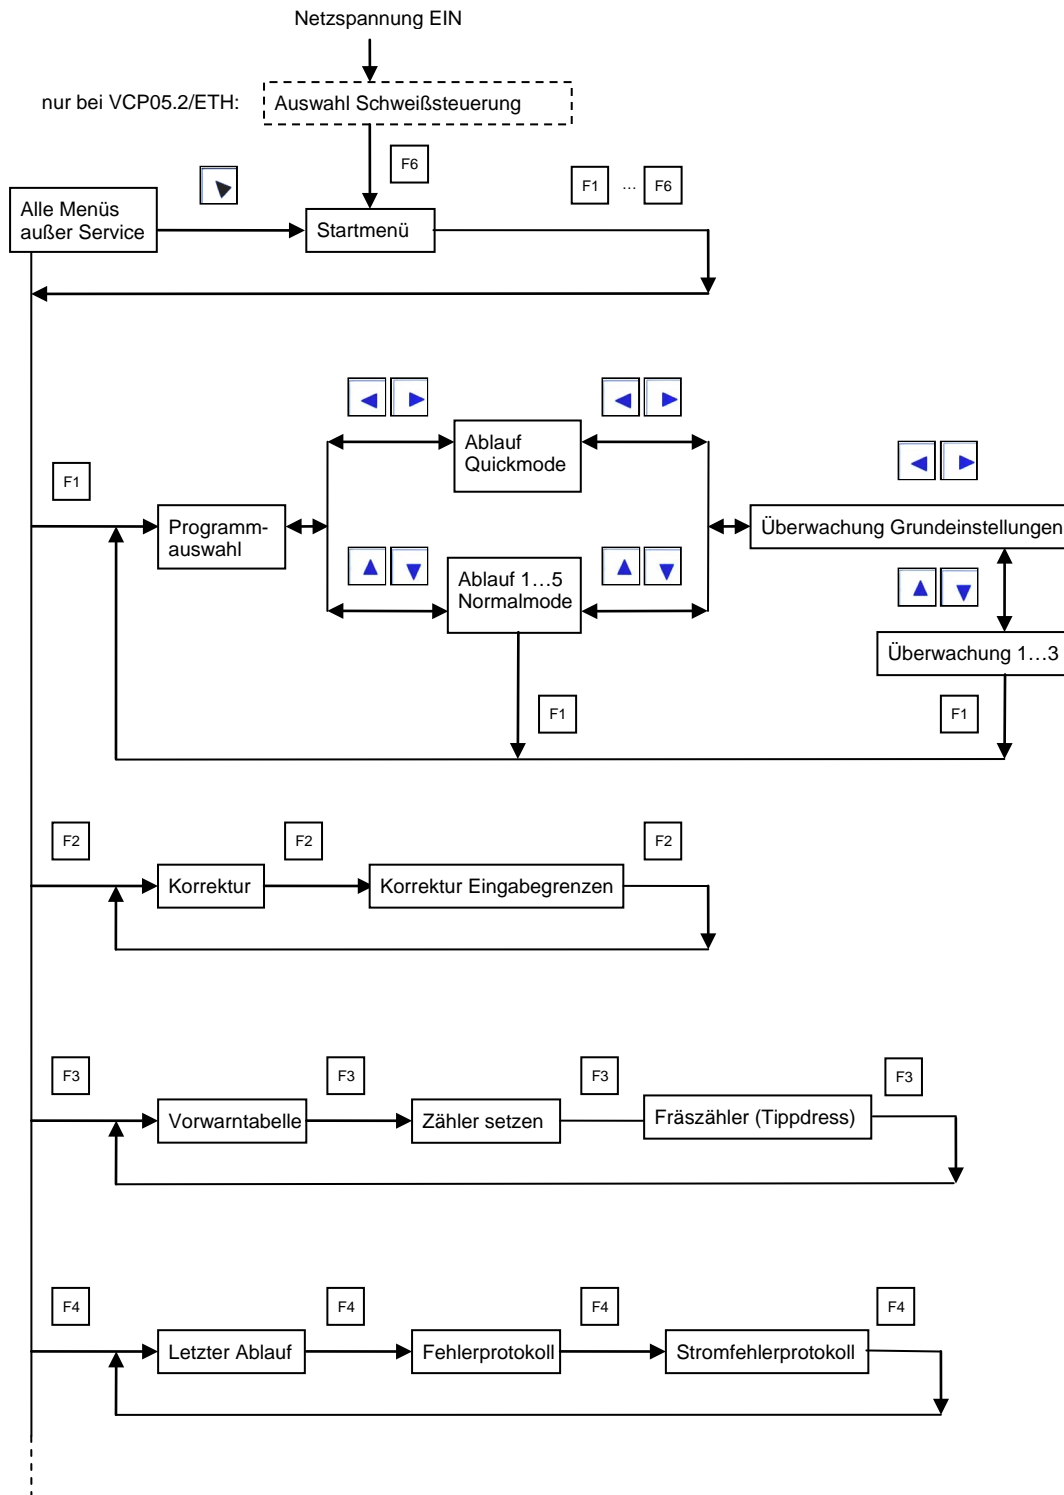 Netzspannung EIN
nur bei VCP05.2/ETH:
Auswahl Schweißsteuerung
F6
F1 … F6
Alle Menüs
außer Service
Startmenü
Ablauf
Quickmode
F1
Programm-
auswahl
Überwachung Grundeinstellungen
Ablauf 1…5
Normalmode
Überwachung 1…3
F1
F1
F2
F2
F2
Korrektur
Korrektur Eingabegrenzen
F3
F3
F3
F3
Vorwarntabelle
Zähler setzen
Fräszähler (Tippdress)
F4
F4
F4
F4
Letzter Ablauf
Fehlerprotokoll
Stromfehlerprotokoll